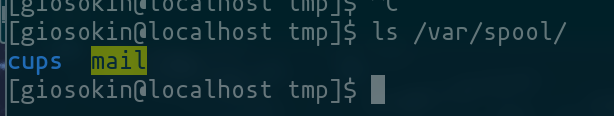 [giosokin@localhost tmp]$ ^C
[giosokin@localhost tmp]$ ls /var/spool/
cups  mail
[giosokin@localhost tmp]$